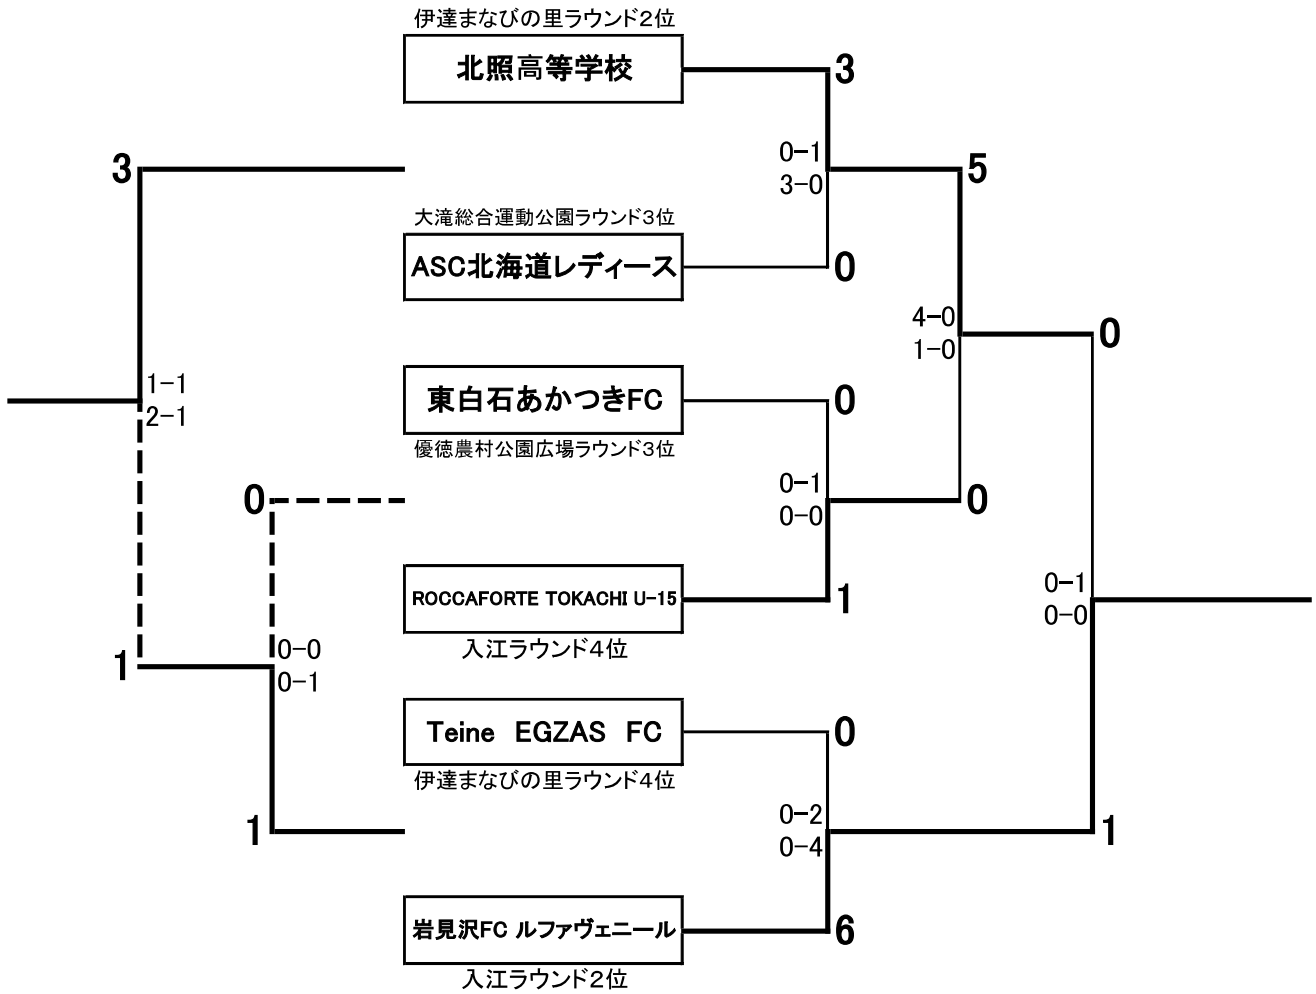 伊達まなびの里ラウンド２位
北照高等学校
3
0-1
3-0
3
5
大滝総合運動公園ラウンド３位
ASC北海道レディース
0
4-0
1-0
0
1-1
2-1
東白石あかつきFC
0
優徳農村公園広場ラウンド３位
0-1
0-0
0
0
ROCCAFORTE TOKACHI U-15
1
入江ラウンド４位
0-1
0-0
0-0
0-1
1
Teine　EGZAS　FC
0
伊達まなびの里ラウンド４位
0-2
0-4
1
1
岩見沢FC ルファヴェニール
6
入江ラウンド２位